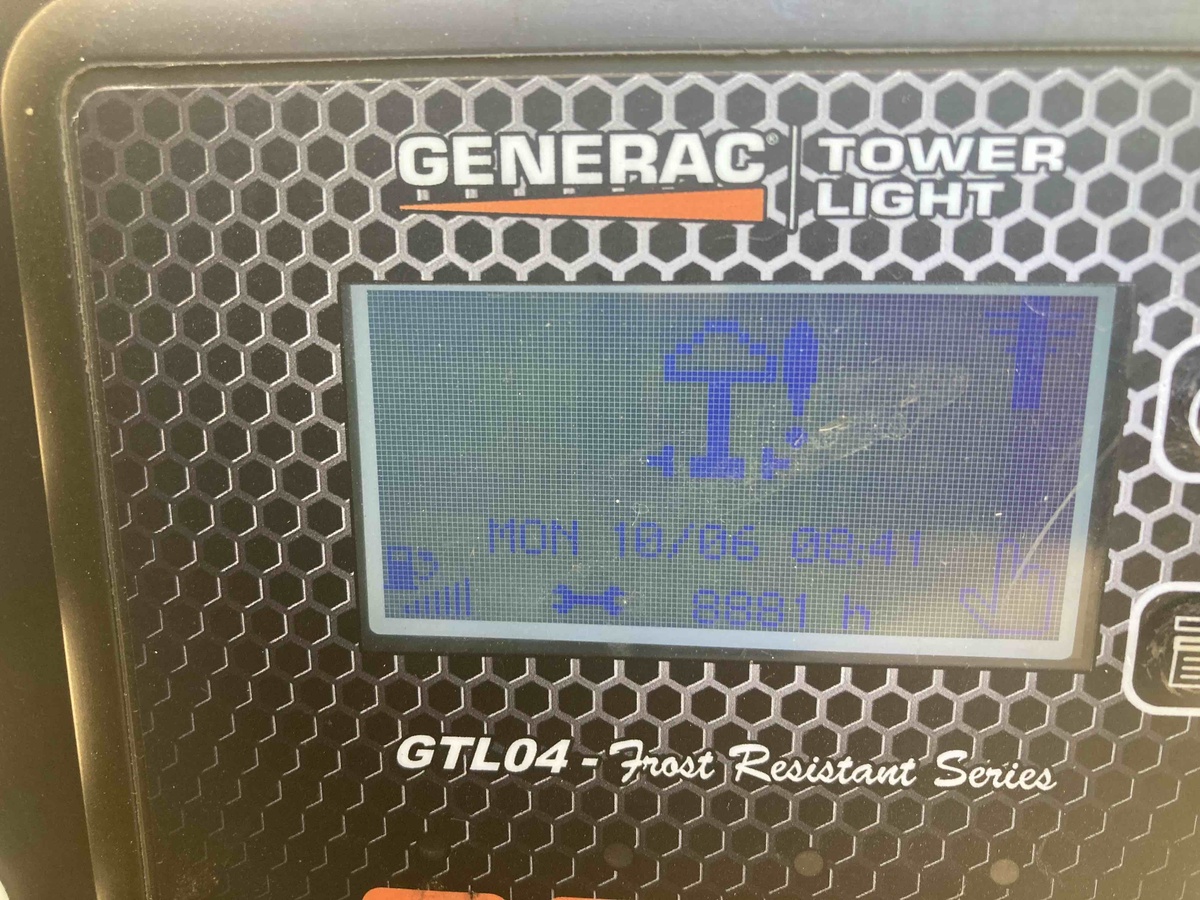 GENERAC®
TOWER
LIGHT
MON 10/06 08:41
8881 h
GTL04 - Frost Resistant Series